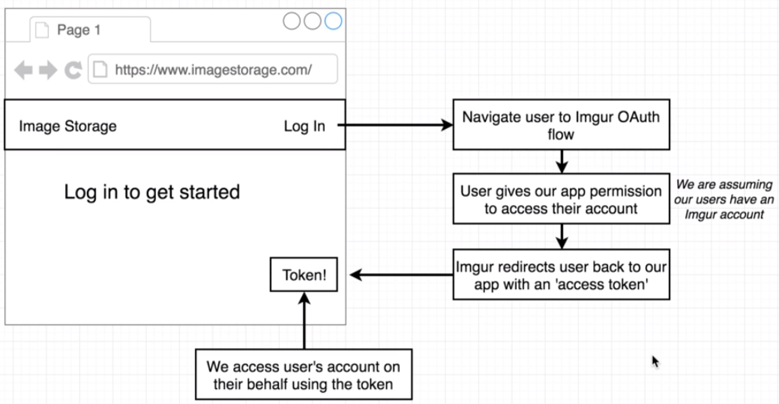 Page 1
https://www.imagestorage.com/
Image Storage
Log In
Navigate user to Imgur OAuth
flow
Log in to get started
User gives our app permission
to access their account
We are assuming
our users have an
Imgur account
Imgur redirects user back to our
app with an 'access token'
Token!
We access user's account on
their behalf using the token